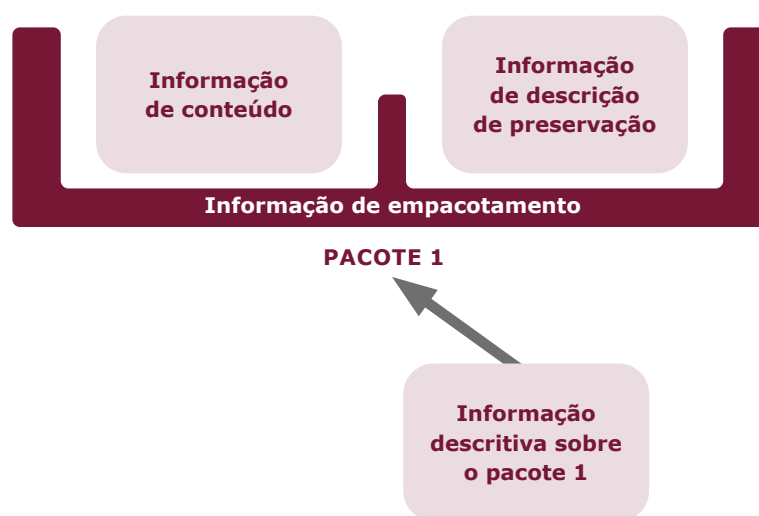 Informação
de conteúdo
Informação
de descrição
de preservação
Informação de empacotamento
PACOTE 1
Informação
descritiva sobre
o pacote 1